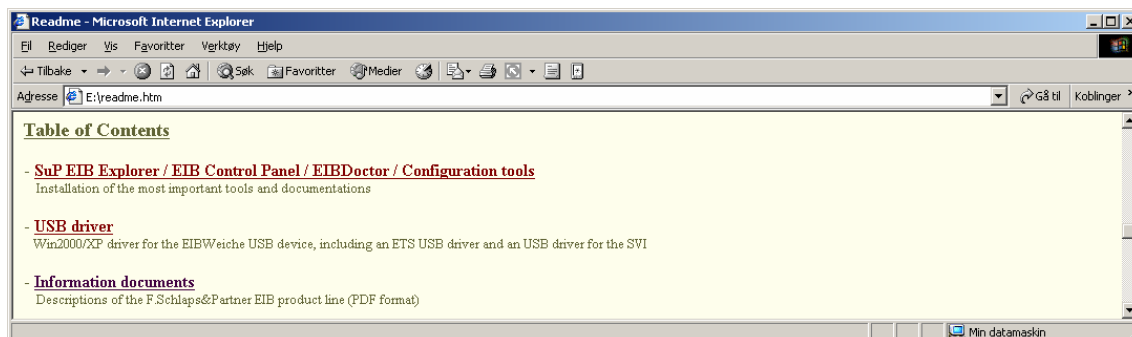 Readme - Microsoft Internet Explorer
Fil Rediger Vis Favoritter Verktøy Hjelp
Tilbake Søk Favoritter Medier
Adresse E:\readme.htm Gå til Koblinger »
Table of Contents
- SuP EIB Explorer / EIB Control Panel / EIBDoctor / Configuration tools
Installation of the most important tools and documentations
- USB driver
Win2000/XP driver for the EIBWeiche USB device, including an ETS USB driver and an USB driver for the SVI
- Information documents
Descriptions of the F.Schlaps&Partner EIB product line (PDF format)
Min datamaskin